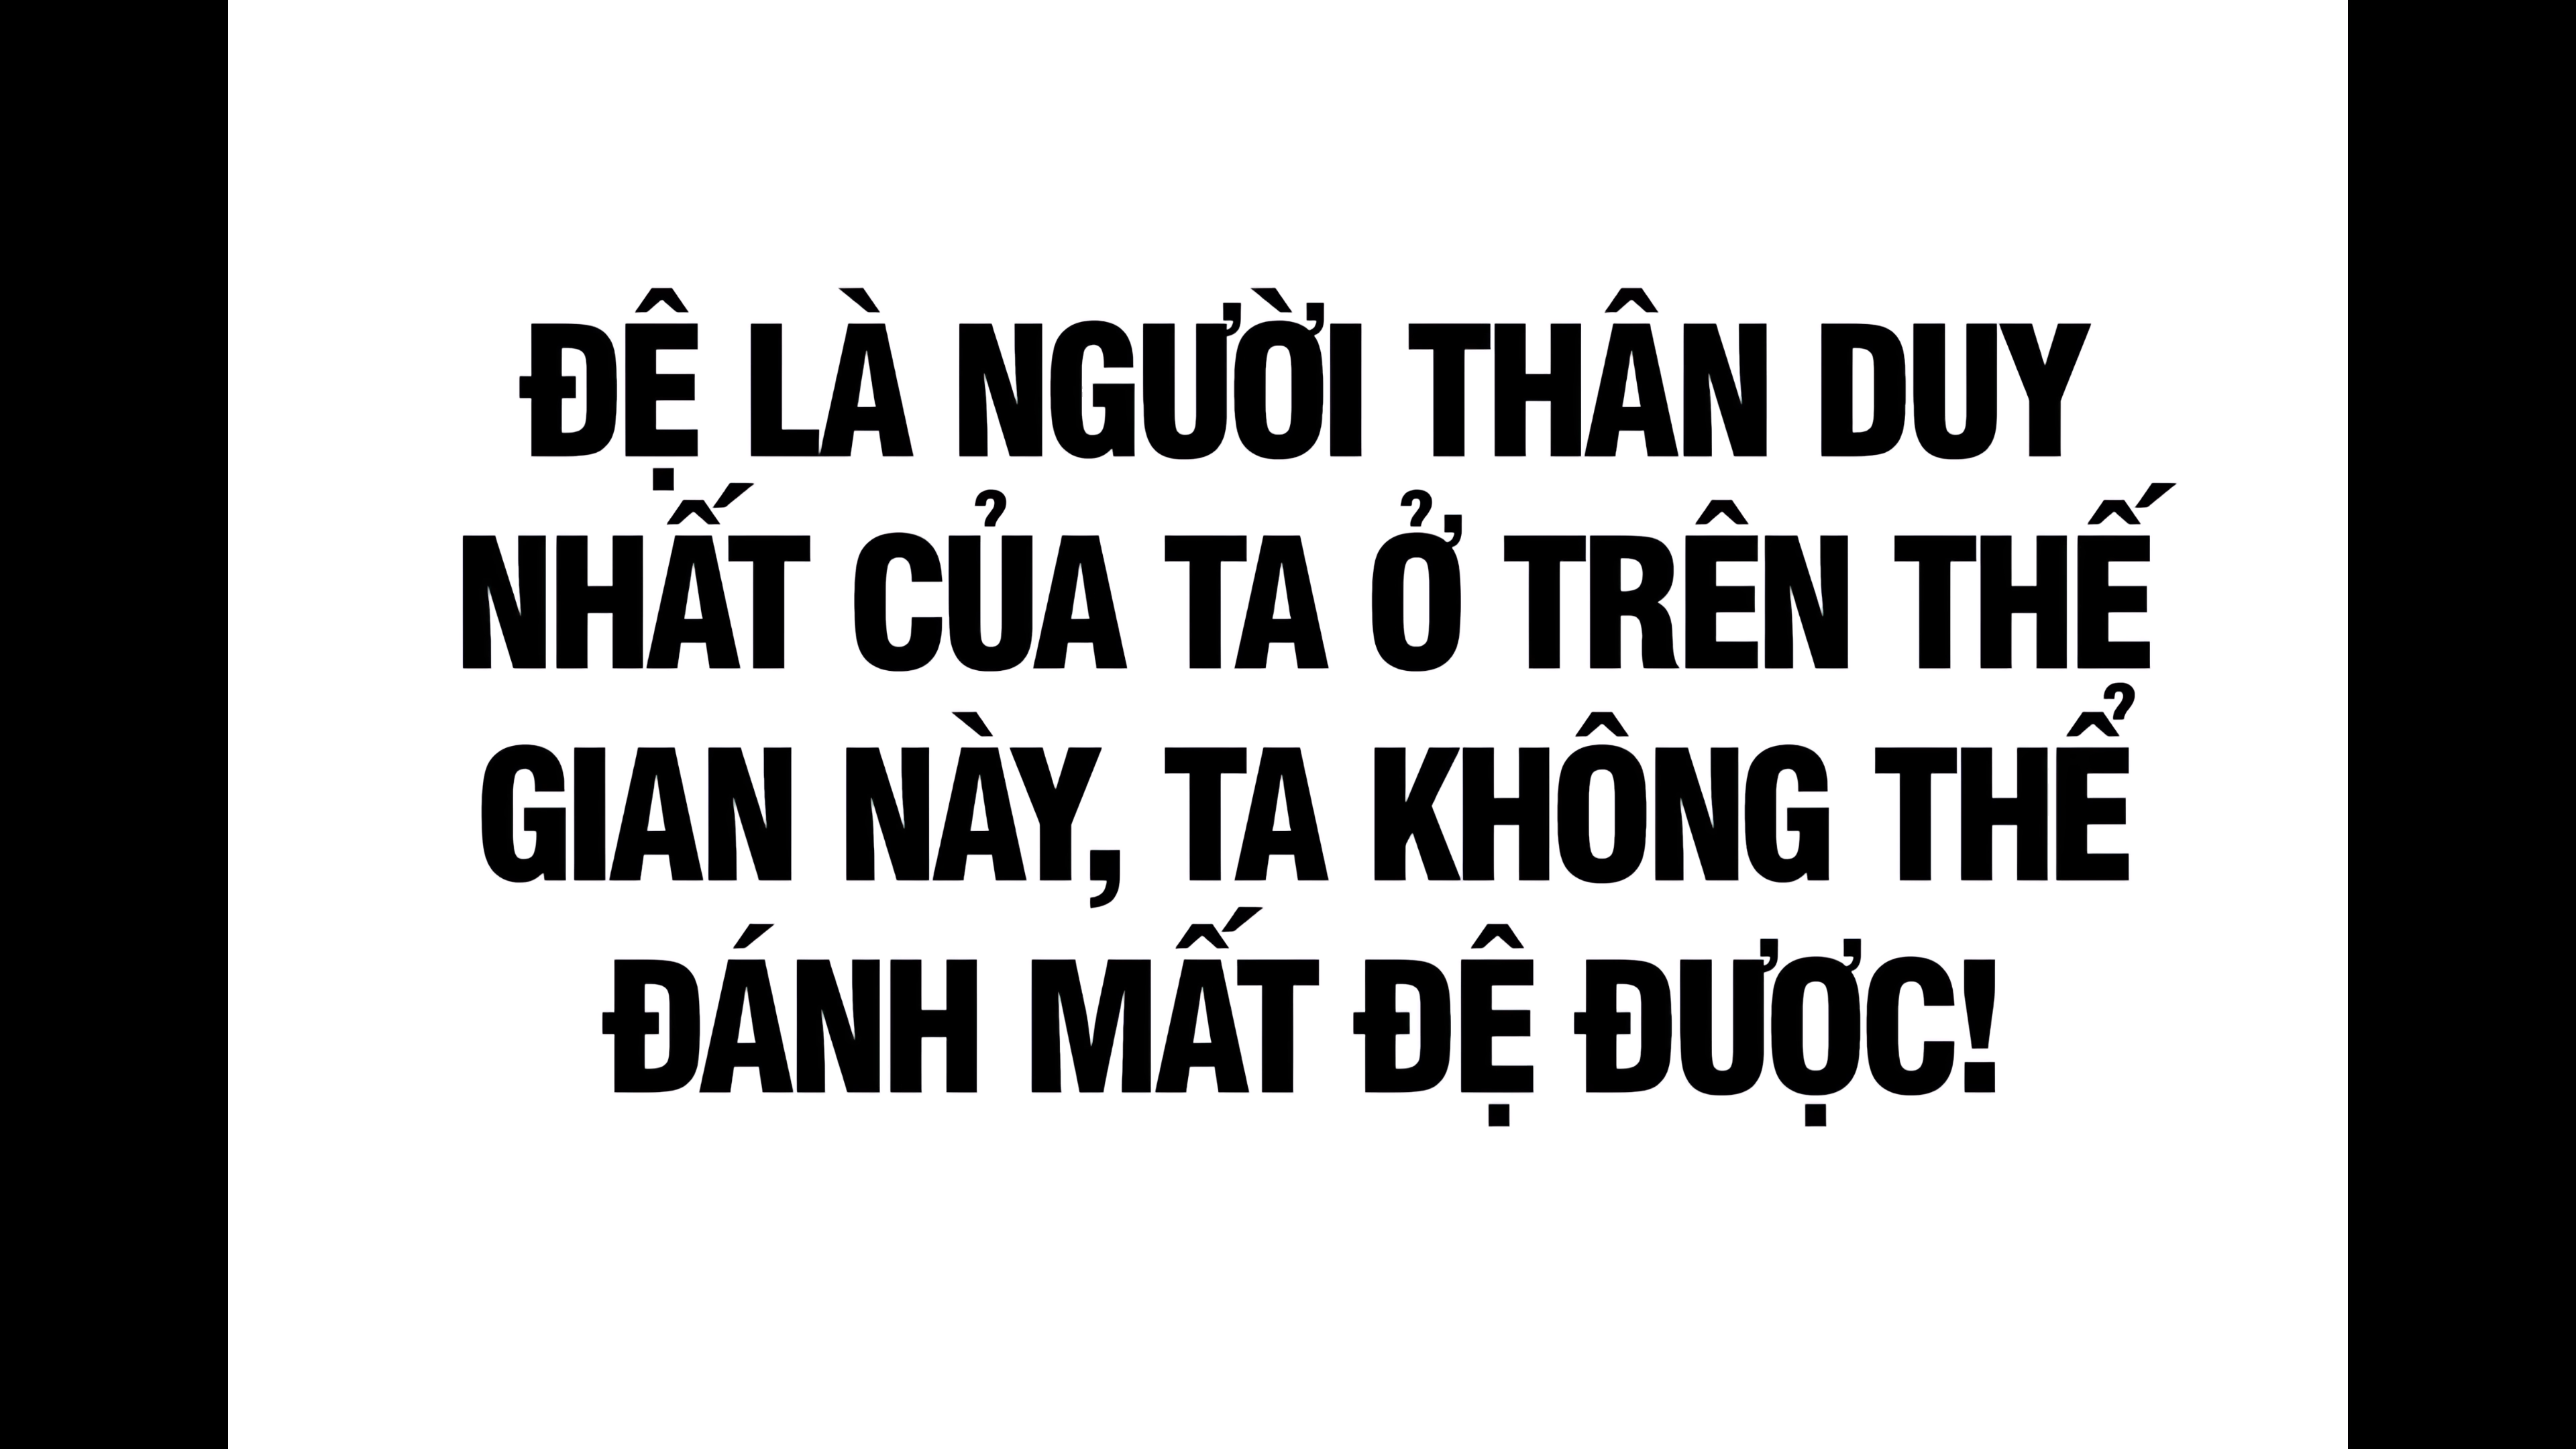 ĐỆ LÀ NGƯỜI THÂN DUY
NHẤT CỦA TA Ở TRÊN THẾ
GIAN NÀY, TA KHÔNG THỂ
ĐÁNH MẤT ĐỆ ĐƯỢC!